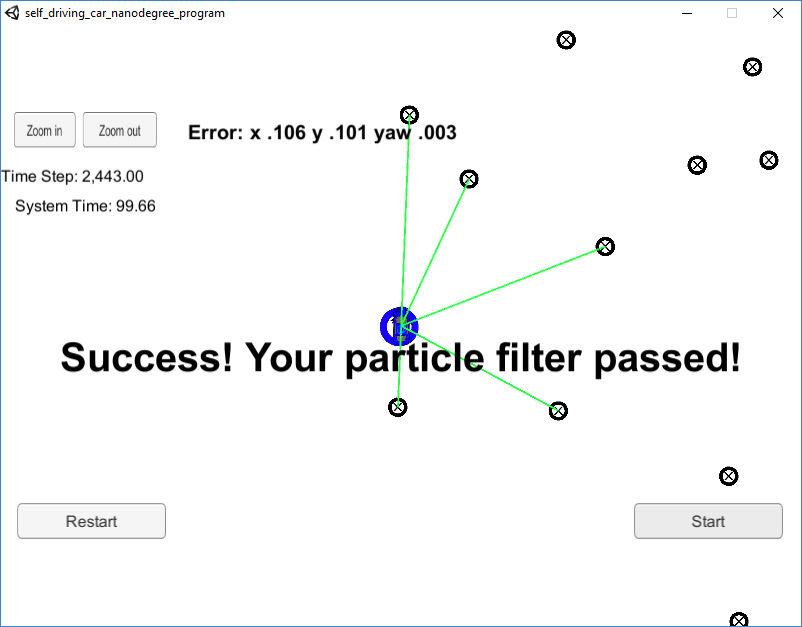 self_driving_car_nanodegree_program
Zoom in
Zoom out
Error: x .106 y .101 yaw .003
Time Step: 2,443.00
System Time: 99.66
Success! Your particle filter passed!
Restart
Start